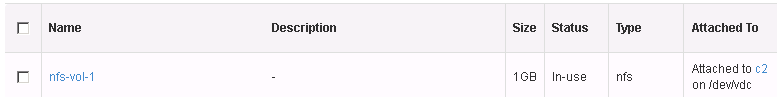 Name Description Size Status Type Attached To
nfs-vol-1 - 1GB In-use nfs Attached to c2
on /dev/vdc